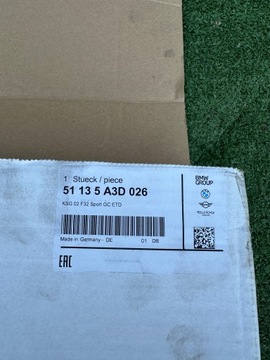 1 Stueck / piece
51 13 5 A3D 026
KSG 02 F32 Sport GC ETD
Made in Germany - DE 01 DB
BMW
GROUP
EAC